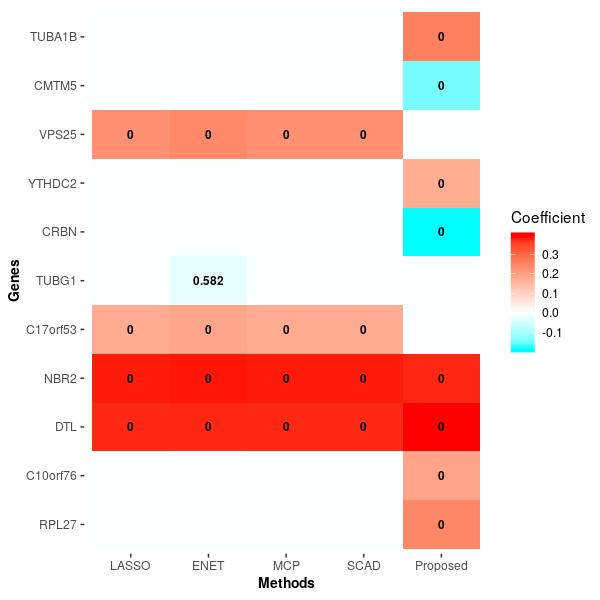 TUBA1B 0
CMTM5 0
VPS25 0 0 0 0
YTHDC2 0
CRBN 0
TUBG1 0.582
C17orf53 0 0 0 0
NBR2 0 0 0 0 0
DTL 0 0 0 0 0
C10orf76 0
RPL27 0
Genes
LASSO ENET MCP SCAD Proposed
Methods
Coefficient
0.3
0.2
0.1
0.0
-0.1